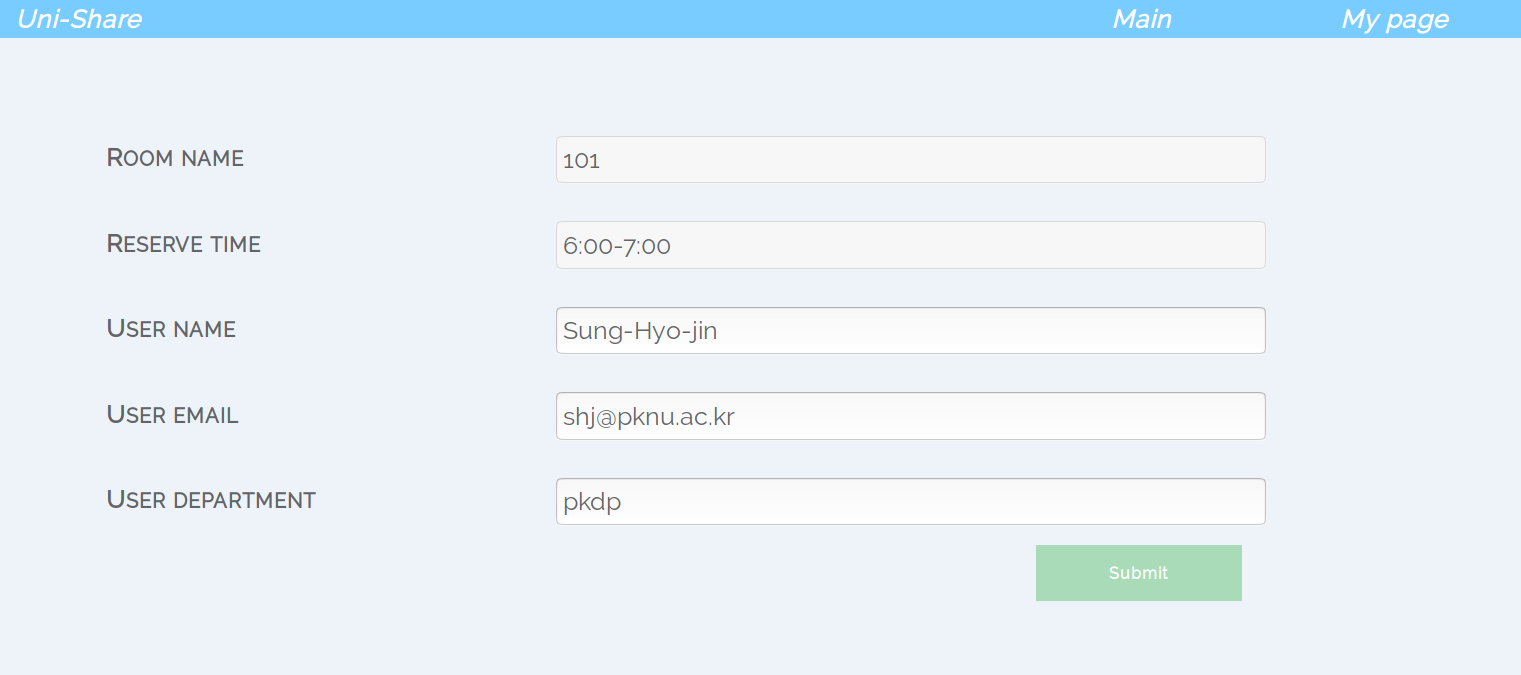 Uni-Share Main My page
Room name 101
Reserve time 6:00-7:00
User name Sung-Hyo-jin
User email shj@pknu.ac.kr
User department pkdp
Submit